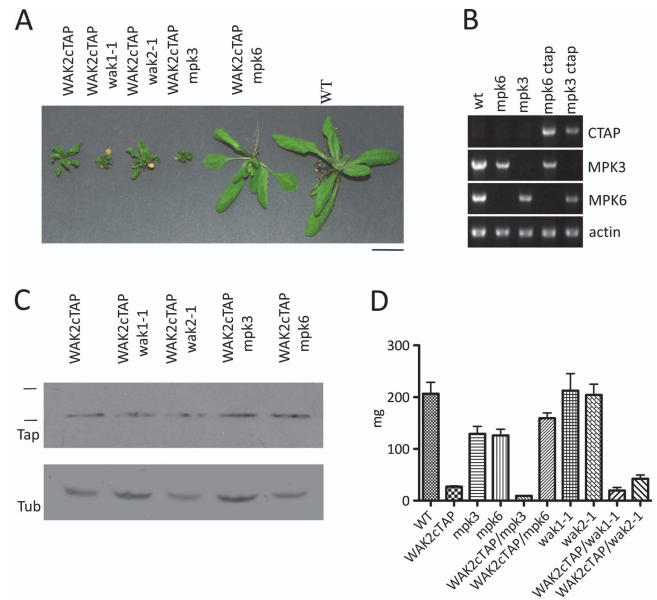 A
WAK2cTAP
WAK2cTAP
wak1-1
WAK2cTAP
wak2-1
WAK2cTAP
mpk3
WAK2cTAP
mpk6
WT
B
wt
mpk6
mpk3
mpk6 ctap
mpk3 ctap
CTAP
MPK3
MPK6
actin
C
WAK2cTAP
WAK2cTAP
wak1-1
WAK2cTAP
wak2-1
WAK2cTAP
mpk3
WAK2cTAP
mpk6
Tap
Tub
D
300
200
100
0
mg
WT
WAK2cTAP
mpk3
mpk6
WAK2cTAP/mpk3
WAK2cTAP/mpk6
wak1-1
wak2-1
WAK2cTAP/wak1-1
WAK2cTAP/wak2-1